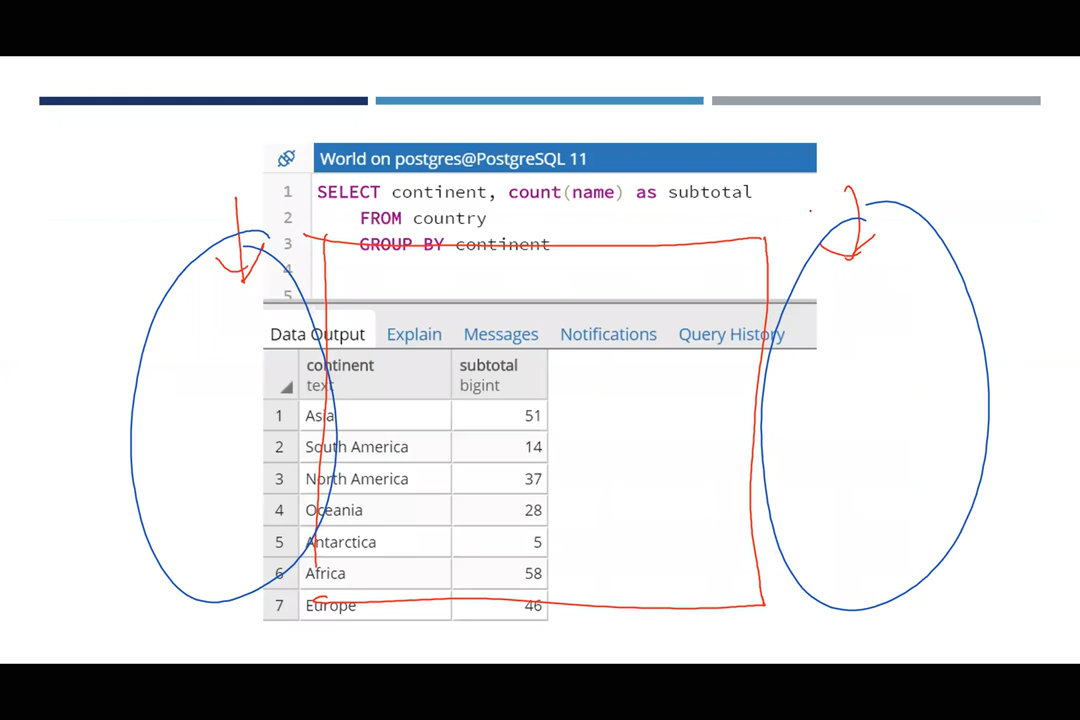 World on postgres@PostgreSQL 11
1 SELECT continent, count(name) as subtotal
2 FROM country
3 GROUP BY continent
4
5
Data Output Explain Messages Notifications Query History
continent subtotal
text bigint
1 Asia 51
2 South America 14
3 North America 37
4 Oceania 28
5 Antarctica 5
6 Africa 58
7 Europe 46